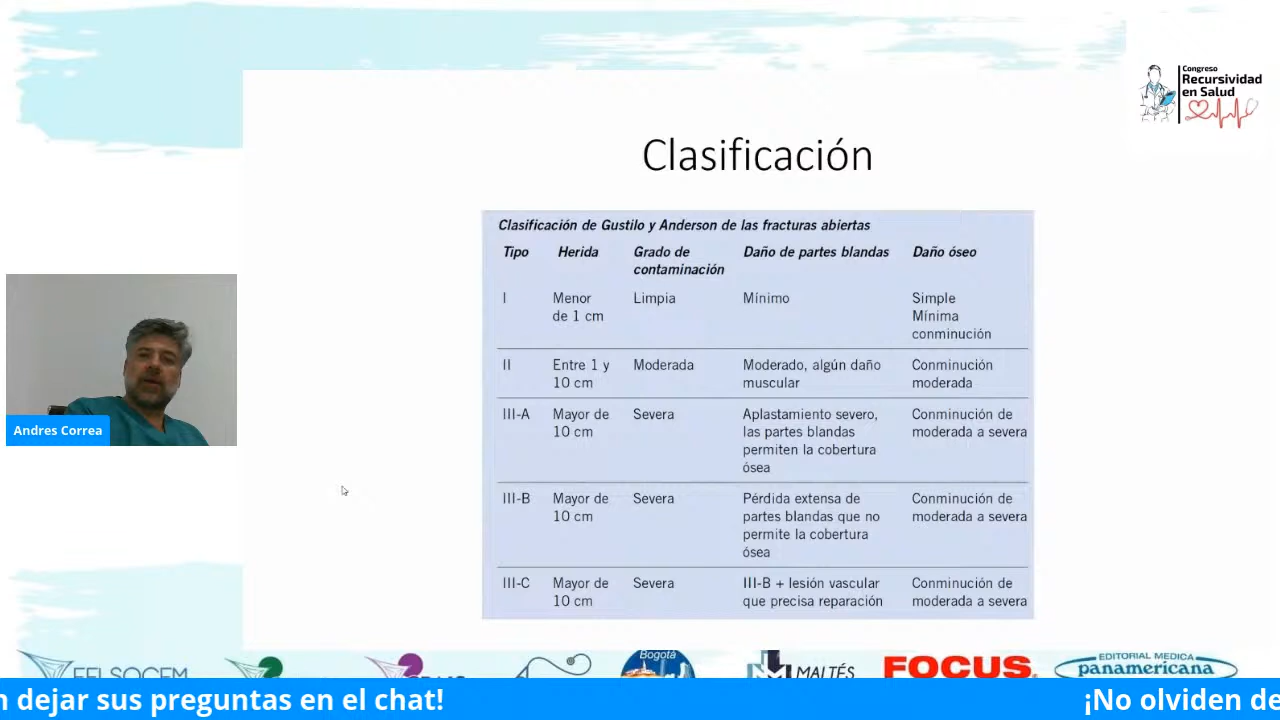 Congreso
Recursividad
en Salud
Clasificación
Clasificación de Gustilo y Anderson de las fracturas abiertas
Tipo Herida Grado de contaminación Daño de partes blandas Daño óseo
I Menor de 1 cm Limpia Mínimo Simple Mínima conminución
II Entre 1 y 10 cm Moderada Moderado, algún daño muscular Conminución moderada
III-A Mayor de 10 cm Severa Aplastamiento severo, las partes blandas permiten la cobertura ósea Conminución de moderada a severa
III-B Mayor de 10 cm Severa Pérdida extensa de partes blandas que no permite la cobertura ósea Conminución de moderada a severa
III-C Mayor de 10 cm Severa III-B + lesión vascular que precisa reparación Conminución de moderada a severa
Andres Correa
Bogotá
MALTÉS
FOCUS
EDITORIAL MEDICA
panamericana
n dejar sus preguntas en el chat!
¡No olviden de